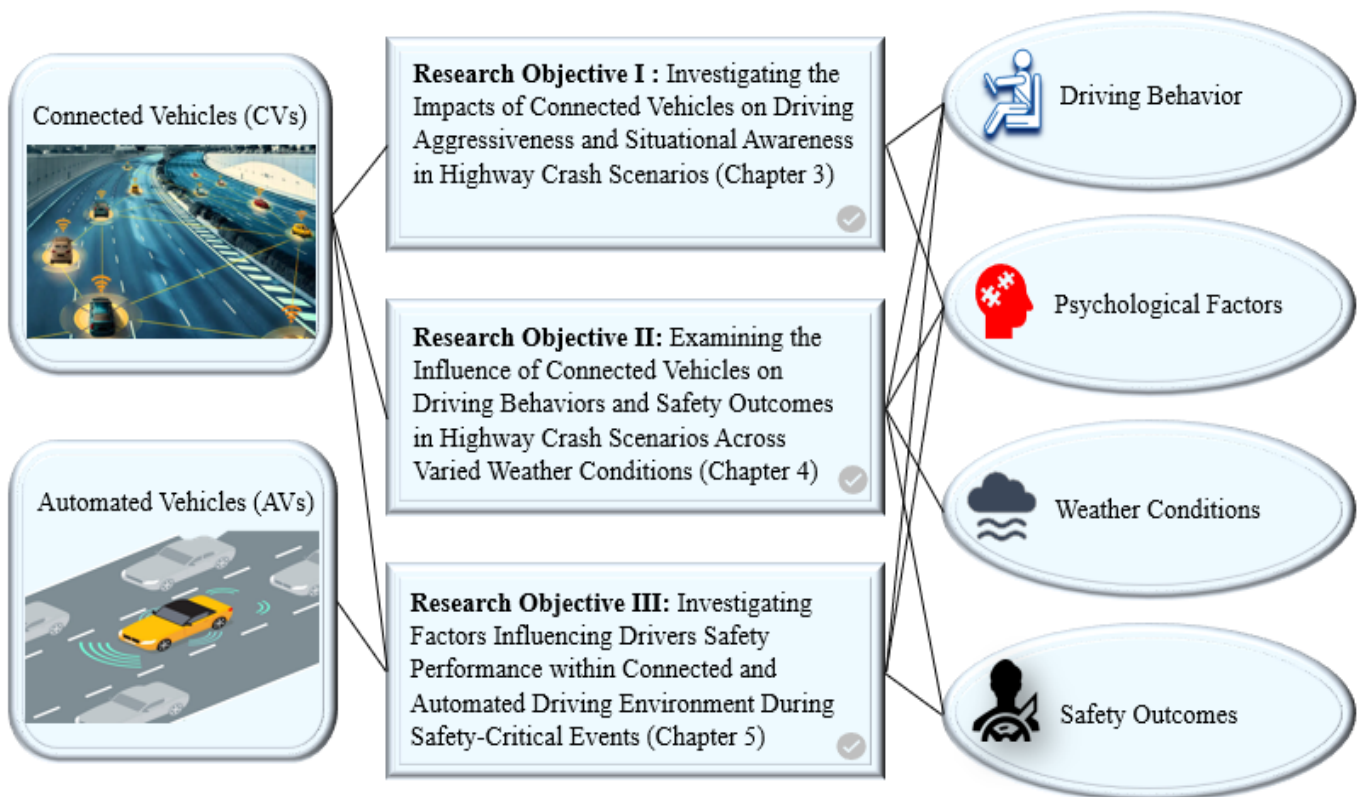 Connected Vehicles (CVs)
Automated Vehicles (AVs)
Research Objective I : Investigating the
Impacts of Connected Vehicles on Driving
Aggressiveness and Situational Awareness
in Highway Crash Scenarios (Chapter 3)
Research Objective II: Examining the
Influence of Connected Vehicles on
Driving Behaviors and Safety Outcomes
in Highway Crash Scenarios Across
Varied Weather Conditions (Chapter 4)
Research Objective III: Investigating
Factors Influencing Drivers Safety
Performance within Connected and
Automated Driving Environment During
Safety-Critical Events (Chapter 5)
Driving Behavior
Psychological Factors
Weather Conditions
Safety Outcomes